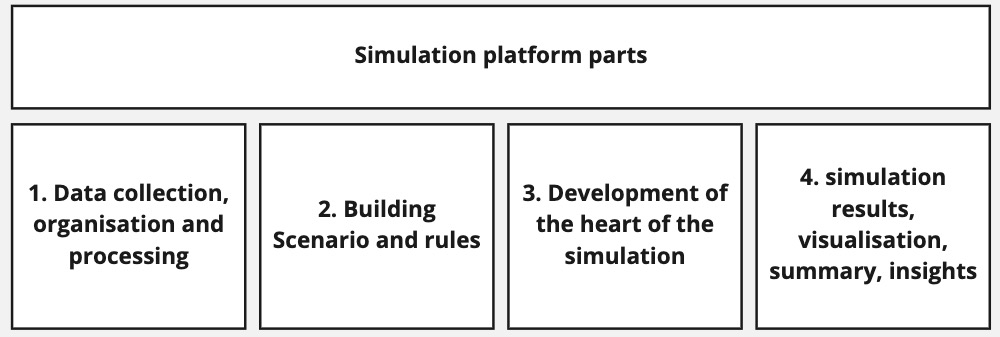 Simulation platform parts
1. Data collection,
organisation and
processing
2. Building
Scenario and rules
3. Development of
the heart of the
simulation
4. simulation
results,
visualisation,
summary, insights